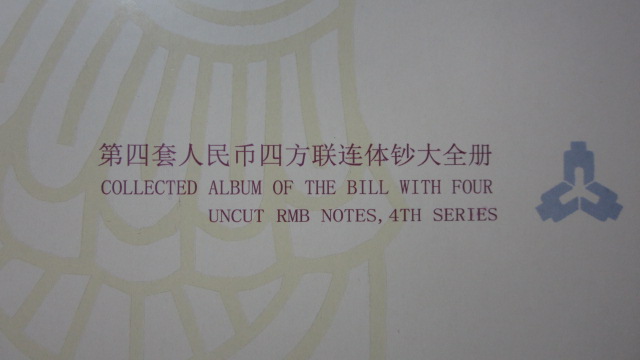 第四套人民币四方联连体钞大全册
COLLECTED ALBUM OF THE BILL WITH FOUR
UNCUT RMB NOTES,4TH SERIES